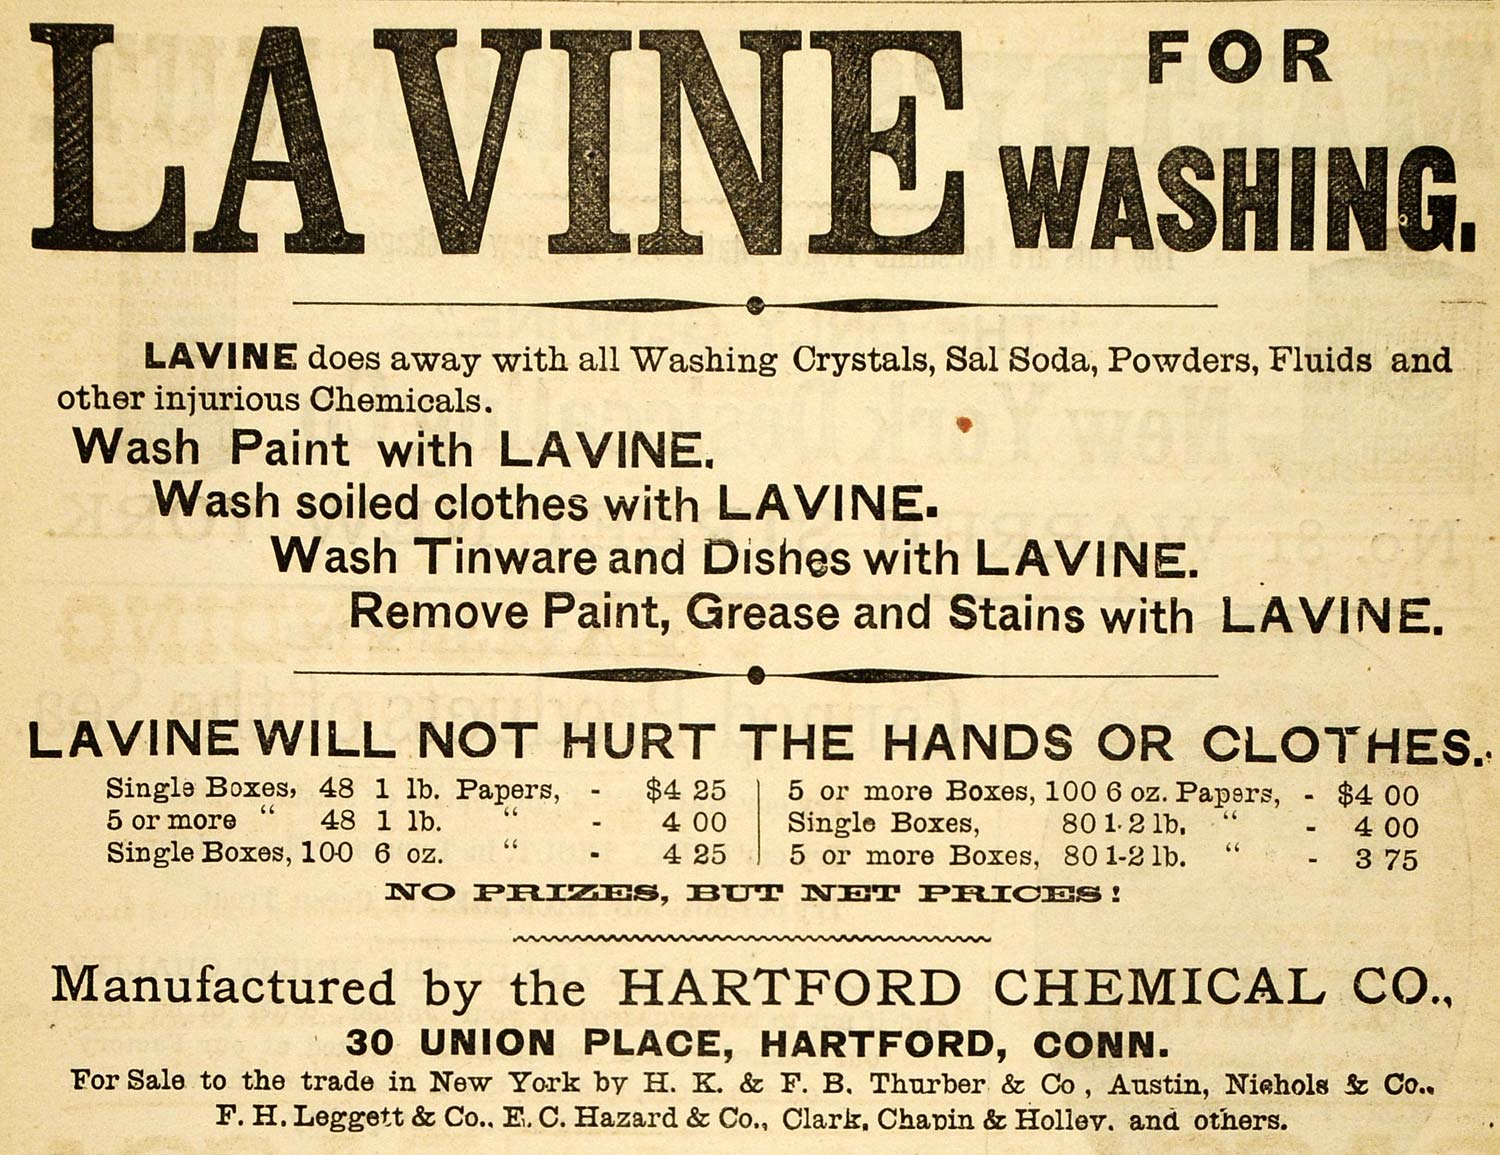 LAVINE FOR WASHING.
LAVINE does away with all Washing Crystals, Sal Soda, Powders, Fluids and
other injurious Chemicals.
Wash Paint with LAVINE.
Wash soiled clothes with LAVINE.
Wash Tinware and Dishes with LAVINE.
Remove Paint, Grease and Stains with LAVINE.
LAVINE WILL NOT HURT THE HANDS OR CLOTHES.
Single Boxes, 48 1 lb. Papers, - $4 25
5 or more “ 48 1 lb. “ - 4 00
Single Boxes, 100 6 oz. “ - 4 25
5 or more Boxes, 100 6 oz. Papers, - $4 00
Single Boxes, 80 1-2 lb. “ - 4 00
5 or more Boxes, 80 1-2 lb. “ - 3 75
NO PRIZES, BUT NET PRICES!
Manufactured by the HARTFORD CHEMICAL CO.,
30 UNION PLACE, HARTFORD, CONN.
For Sale to the trade in New York by H. K. & F. B. Thurber & Co, Austin, Nichols & Co.,
F. H. Leggett & Co., E. C. Hazard & Co., Clark, Chapin & Holley, and others.